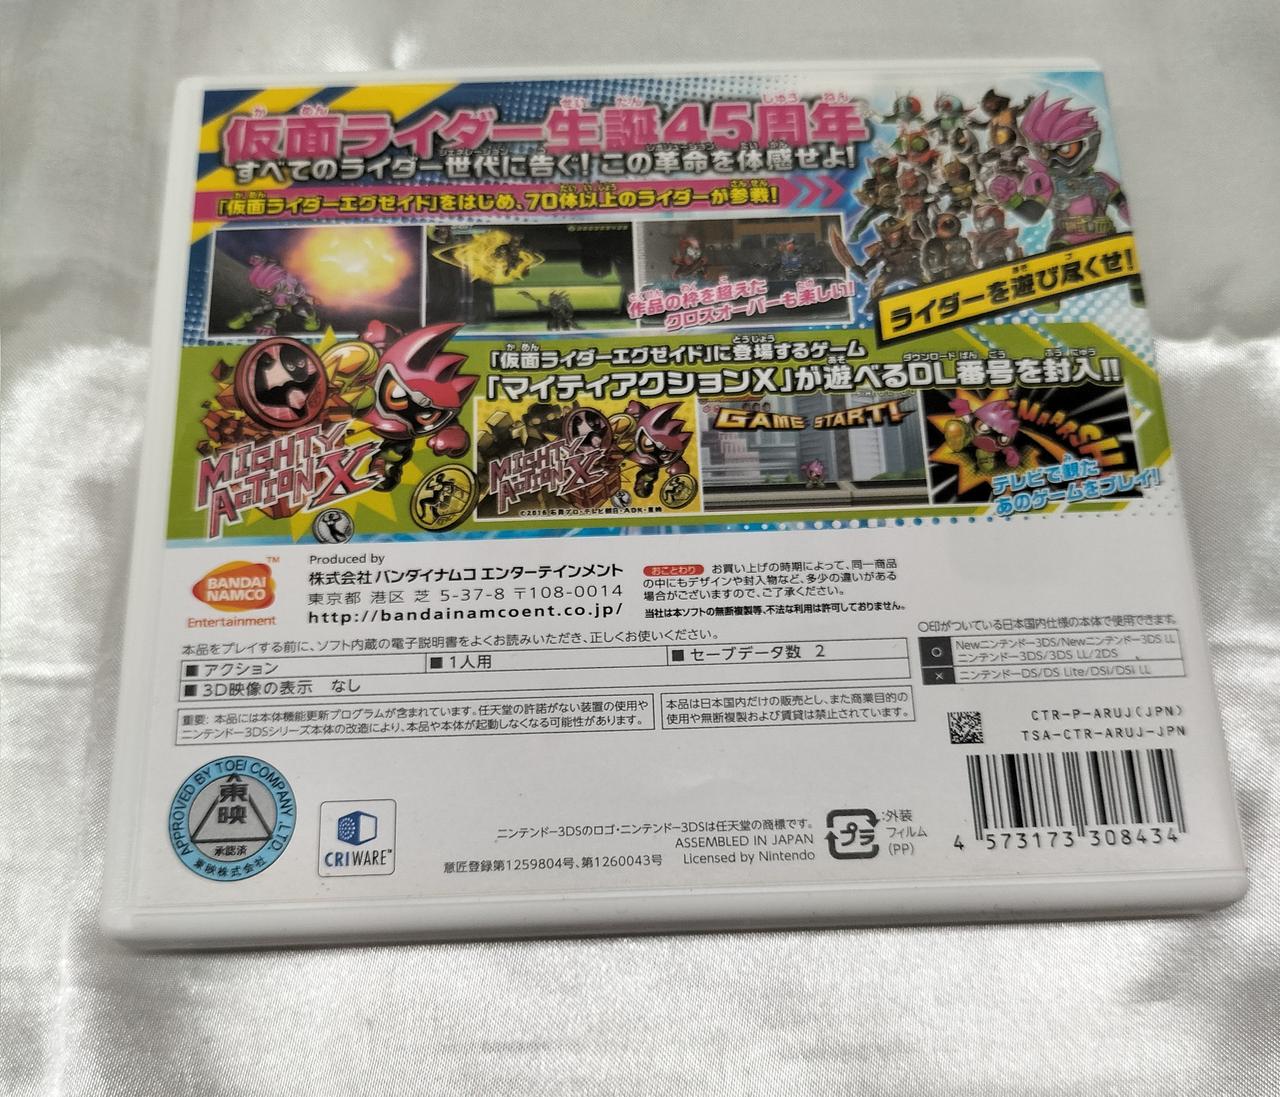 仮面ライダー生誕45周年
すべてのライダー世代に告ぐ!この革命を体感せよ!
「仮面ライダーエグゼイド」をはじめ、70体以上のライダーが参戦!
作品の枠を超えた
クロスオーバーも楽しい!
ライダーを遊び尽くせ!
「仮面ライダーエグゼイド」に登場するゲーム
「マイティアクションX」が遊べるDL番号を封入!!
MIGHTY
ACTION X
MIGHTY
ACTION X
©2016 石森プロ・テレビ朝日・ADK・東映
GAME START!
テレビで観た
あのゲームをプレイ!
BANDAI
NAMCO
TM
Entertainment
Produced by
株式会社 バンダイナムコ エンターテインメント
東京都 港区 芝 5-37-8 〒108-0014
http://bandainamcoent.co.jp/
おことわり お買い上げの時期によって、同一商品
の中にもデザインや封入物など、多少の違いがある
場合がございますので、ご了承ください。
当社は本ソフトの無断複製等、不法な利用は許可しておりません。
本品をプレイする前に、ソフト内蔵の電子説明書をよくお読みいただき、正しくお使いください。
■ アクション
■ 1人用
■ セーブデータ数 2
■ 3D映像の表示 なし
〇印がついている日本国内仕様の本体で使用できます。
○ Newニンテンドー3DS/Newニンテンドー3DS LL
ニンテンドー3DS/3DS LL/2DS
× ニンテンドーDS/DS Lite/DSi/DSi LL
重要: 本品には本体機能更新プログラムが含まれています。任天堂の許諾がない装置の使用や
ニンテンドー3DSシリーズ本体の改造により、本品や本体が起動しなくなる可能性があります。
本品は日本国内だけの販売とし、また商業目的の
使用や無断複製および賃貸は禁止されています。
CTR-P-ARUJ(JPN)
TSA-CTR-ARUJ-JPN
APPROVED BY TOEI COMPANY, LTD.
東映
承認済
東映株式会社
CRIWARE™
ニンテンドー3DSのロゴ・ニンテンドー3DSは任天堂の商標です。
ASSEMBLED IN JAPAN
意匠登録第1259804号、第1260043号 Licensed by Nintendo
プラ
:外装
フィルム
(PP)
4 573173 308434